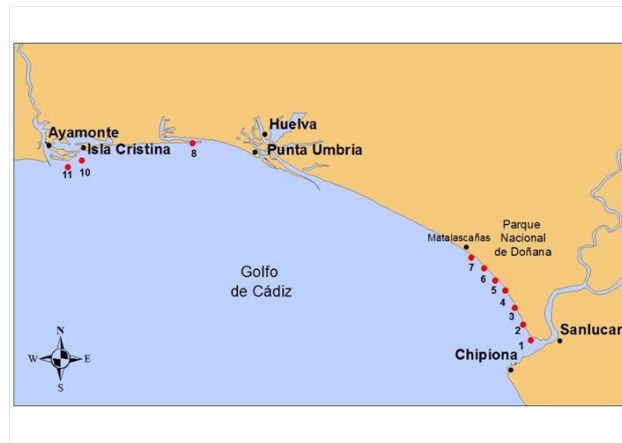 Ayamonte
Isla Cristina
Huelva
Punta Umbria
8
11
10
Matalascañas
Parque
Nacional
de Doñana
7
6
5
4
3
2
1
Golfo
de Cádiz
Sanlucar
Chipiona
N
W
E
S